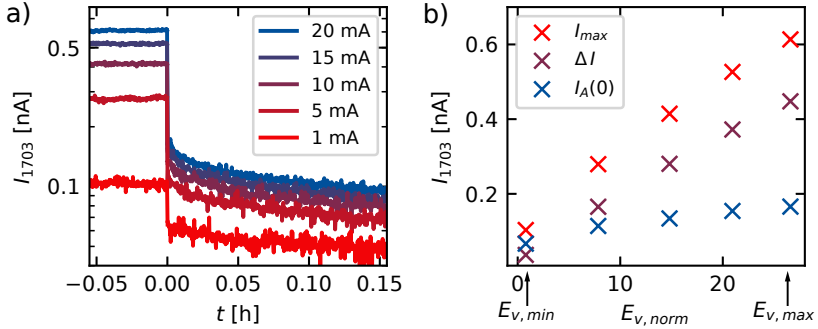 a)
I1703 [nA]
0.5
0.1
20 mA
15 mA
10 mA
5 mA
1 mA
−0.05 0.00 0.05 0.10 0.15
t [h]
b)
I1703 [nA]
0.6
0.4
0.2
Imax
ΔI
IA(0)
0 10 20
Ev,min Ev,norm Ev,max